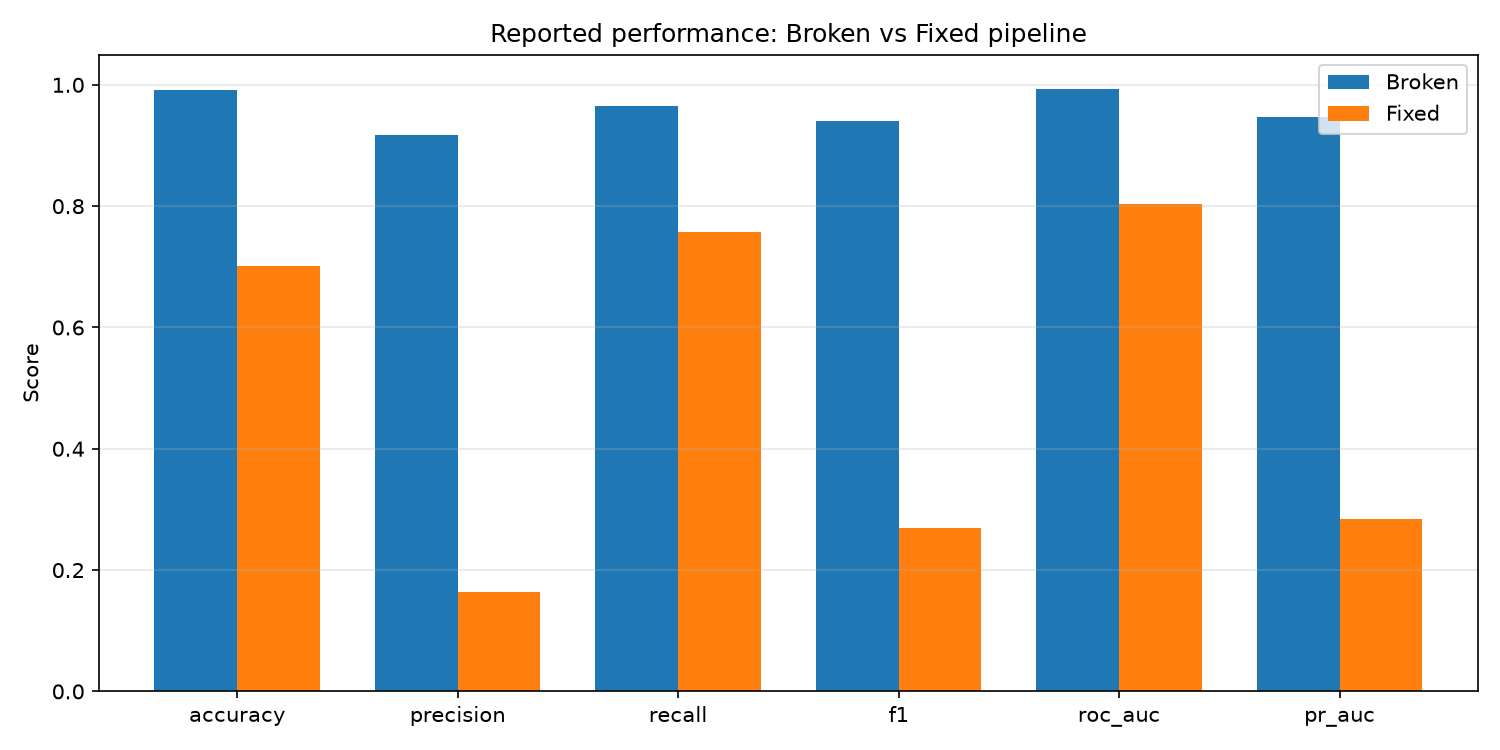 Reported performance: Broken vs Fixed pipeline
Broken
Fixed
1.0
0.8
0.6
0.4
0.2
0.0
Score
accuracy precision recall f1 roc_auc pr_auc